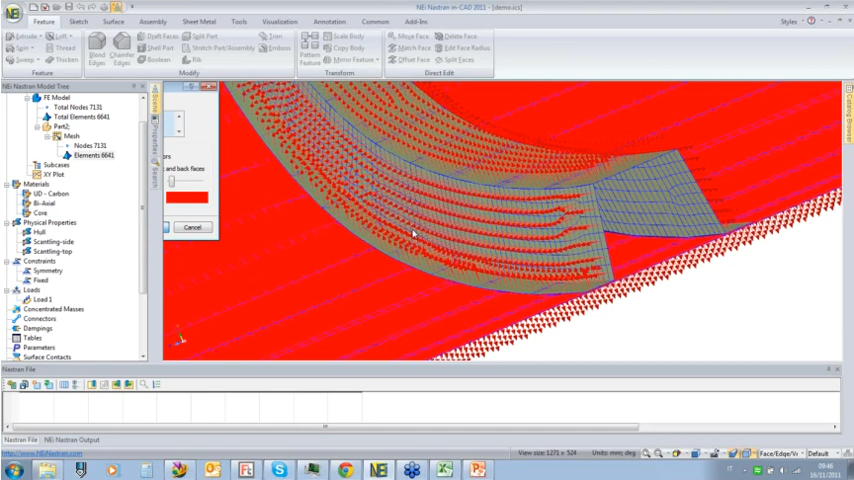 NEi Nastran in-CAD 2011 - [demo.ics]
Feature Sketch Surface Assembly Sheet Metal Tools Visualization Annotation Common Add-Ins Styles
Extrude Loft Draft Faces Split Part Trim Scale Body Move Face Delete Face
Spin Thread Blend Edges Chamfer Edges Shell Part Stretch Part/Assembly Emboss Pattern Feature Copy Body Match Face Edit Face Radius
Sweep Thicken Boolean Rib Mirror Feature Offset Face Split Faces
Feature Modify Transform Direct Edit
NEi Nastran Model Tree
FE Model
Total Nodes 7131
Total Elements 6641
Part2:
Mesh
Nodes 7131
Elements 6641
Subcases
XY Plot
Materials
UD - Carbon
Bi-Axial
Core
Physical Properties
Hull
Scantling-side
Scantling-top
Constraints
Symmetry
Fixed
Loads
Load 1
Concentrated Masses
Connectors
Dampings
Tables
Parameters
Surface Contacts
Scene
Properties
Search
and back faces
Cancel
Catalog Browser
Nastran File
Nastran File NEi Nastran Output
http://www.NEiNastran.com
View size: 1271 x 524 Units: mm; deg
Face/Edge/Ve
Default
IT
09:46
16/11/2011